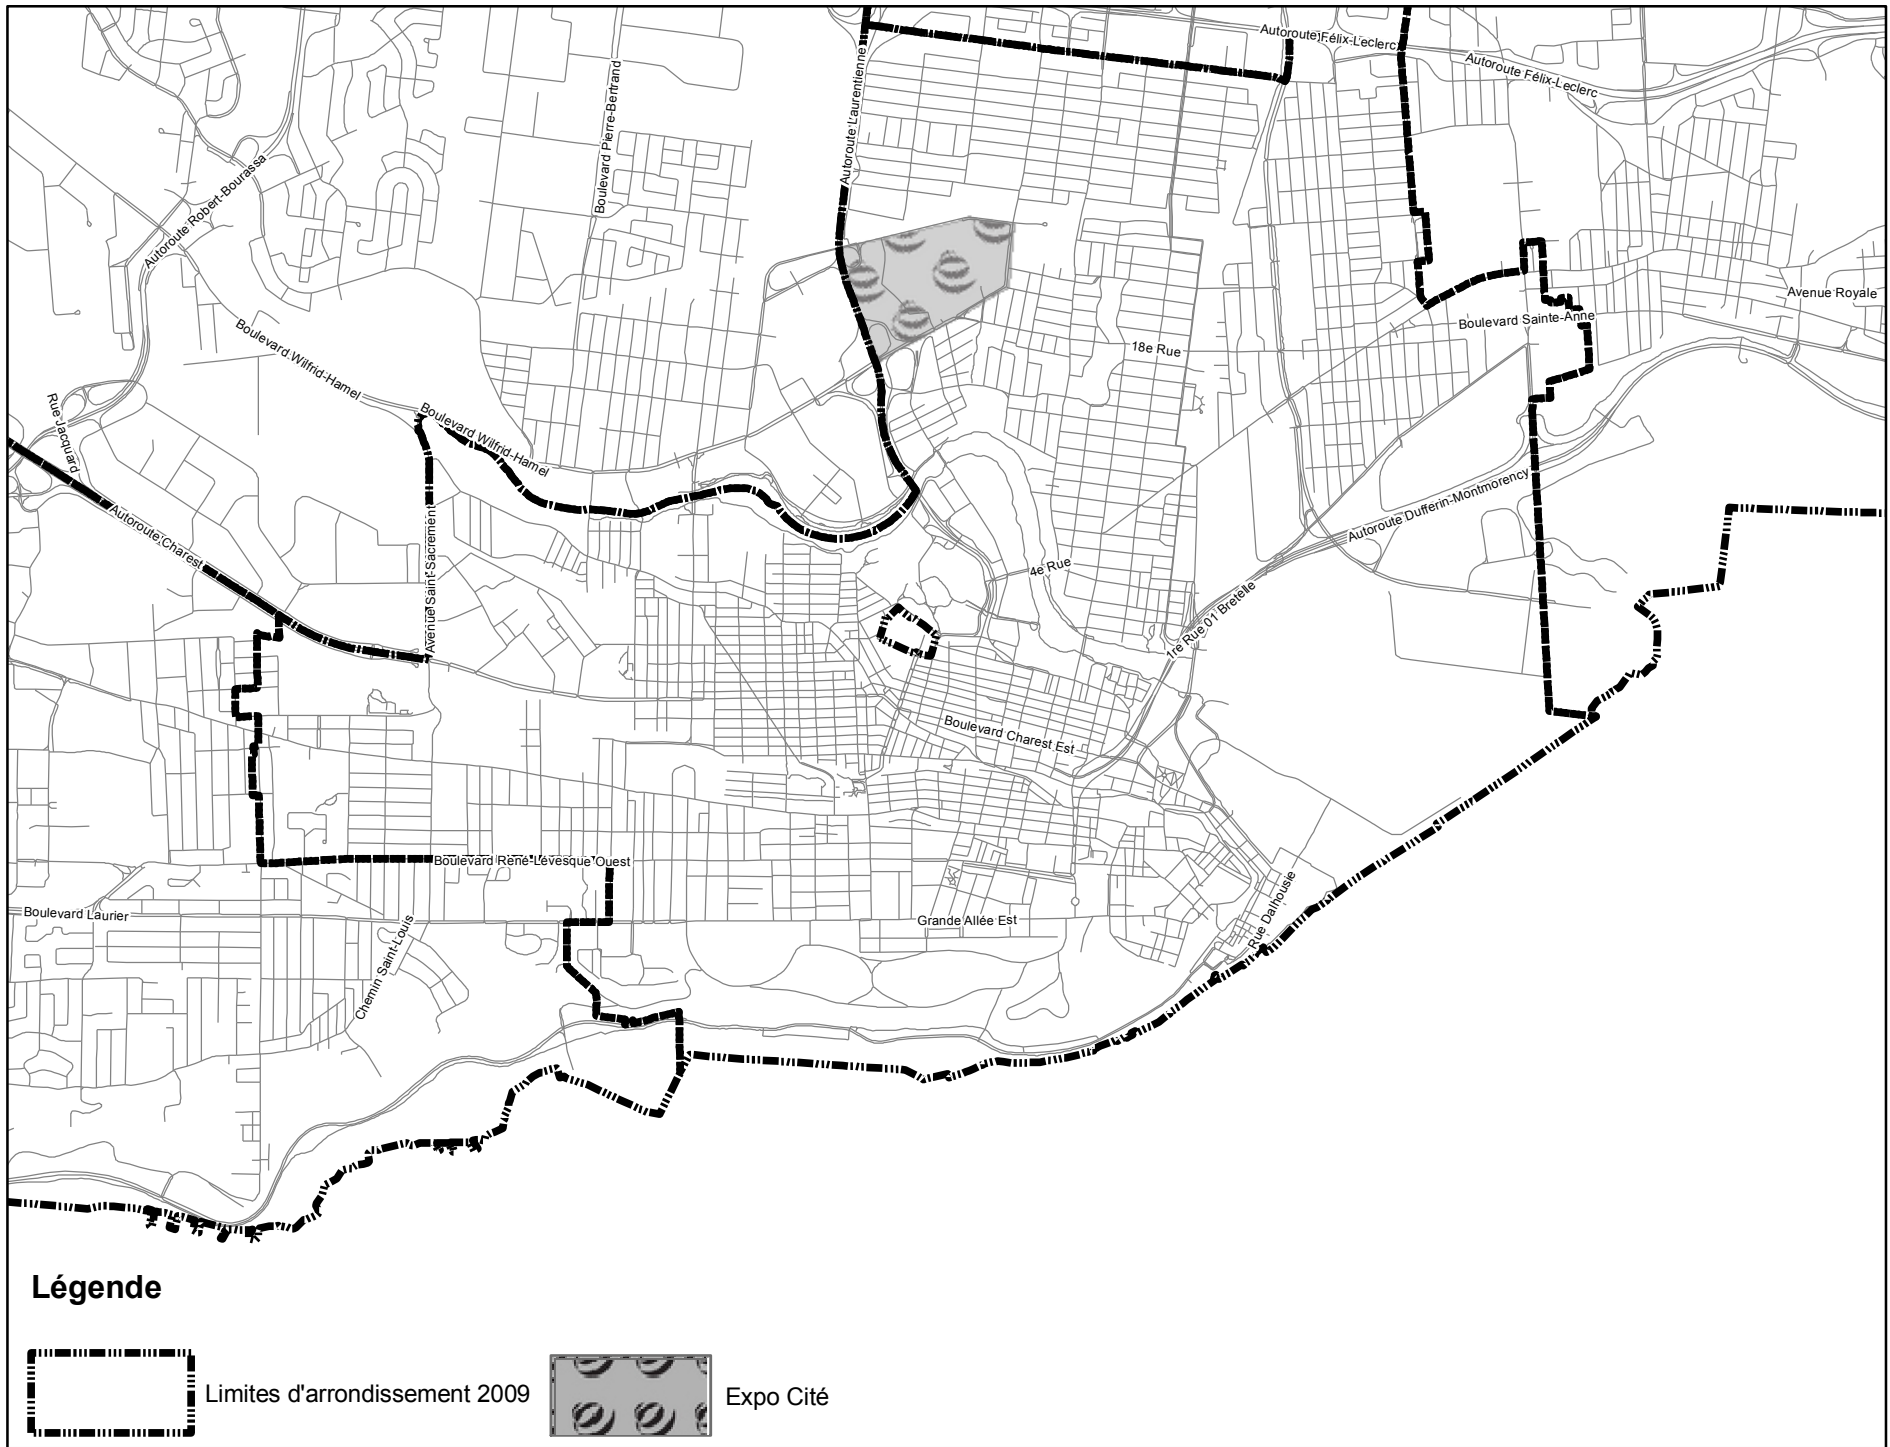 Autoroute Félix-Leclerc
Autoroute Félix-Leclerc
Autoroute Laurentienne
Boulevard Pierre-Bertrand
Autoroute Robert-Bourassa
Avenue Royale
Boulevard Sainte-Anne
18e Rue
Boulevard Wilfrid-Hamel
Boulevard Wilfrid-Hamel
Rue Jacquard
Autoroute Charest
Avenue Saint-Sacrement
Autoroute Dufferin-Montmorency
4e Rue
1re Rue 01 Bretelle
Boulevard Charest Est
Boulevard René-Lévesque Ouest
Boulevard Laurier
Chemin Saint-Louis
Grande Allée Est
Rue Dalhousie
Légende
Limites d'arrondissement 2009
Expo Cité